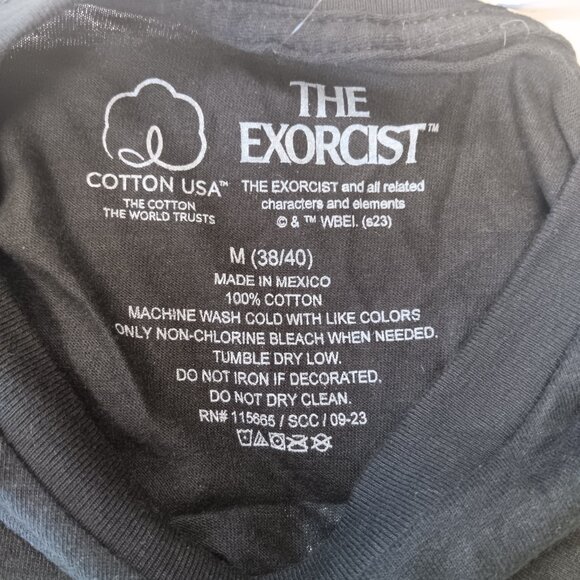 COTTON USA™
THE COTTON
THE WORLD TRUSTS
THE
EXORCIST™
THE EXORCIST and all related
characters and elements
© & ™ WBEI. (s23)
M (38/40)
MADE IN MEXICO
100% COTTON
MACHINE WASH COLD WITH LIKE COLORS
ONLY NON-CHLORINE BLEACH WHEN NEEDED.
TUMBLE DRY LOW.
DO NOT IRON IF DECORATED.
DO NOT DRY CLEAN.
RN# 115665 / SCC / 09-23